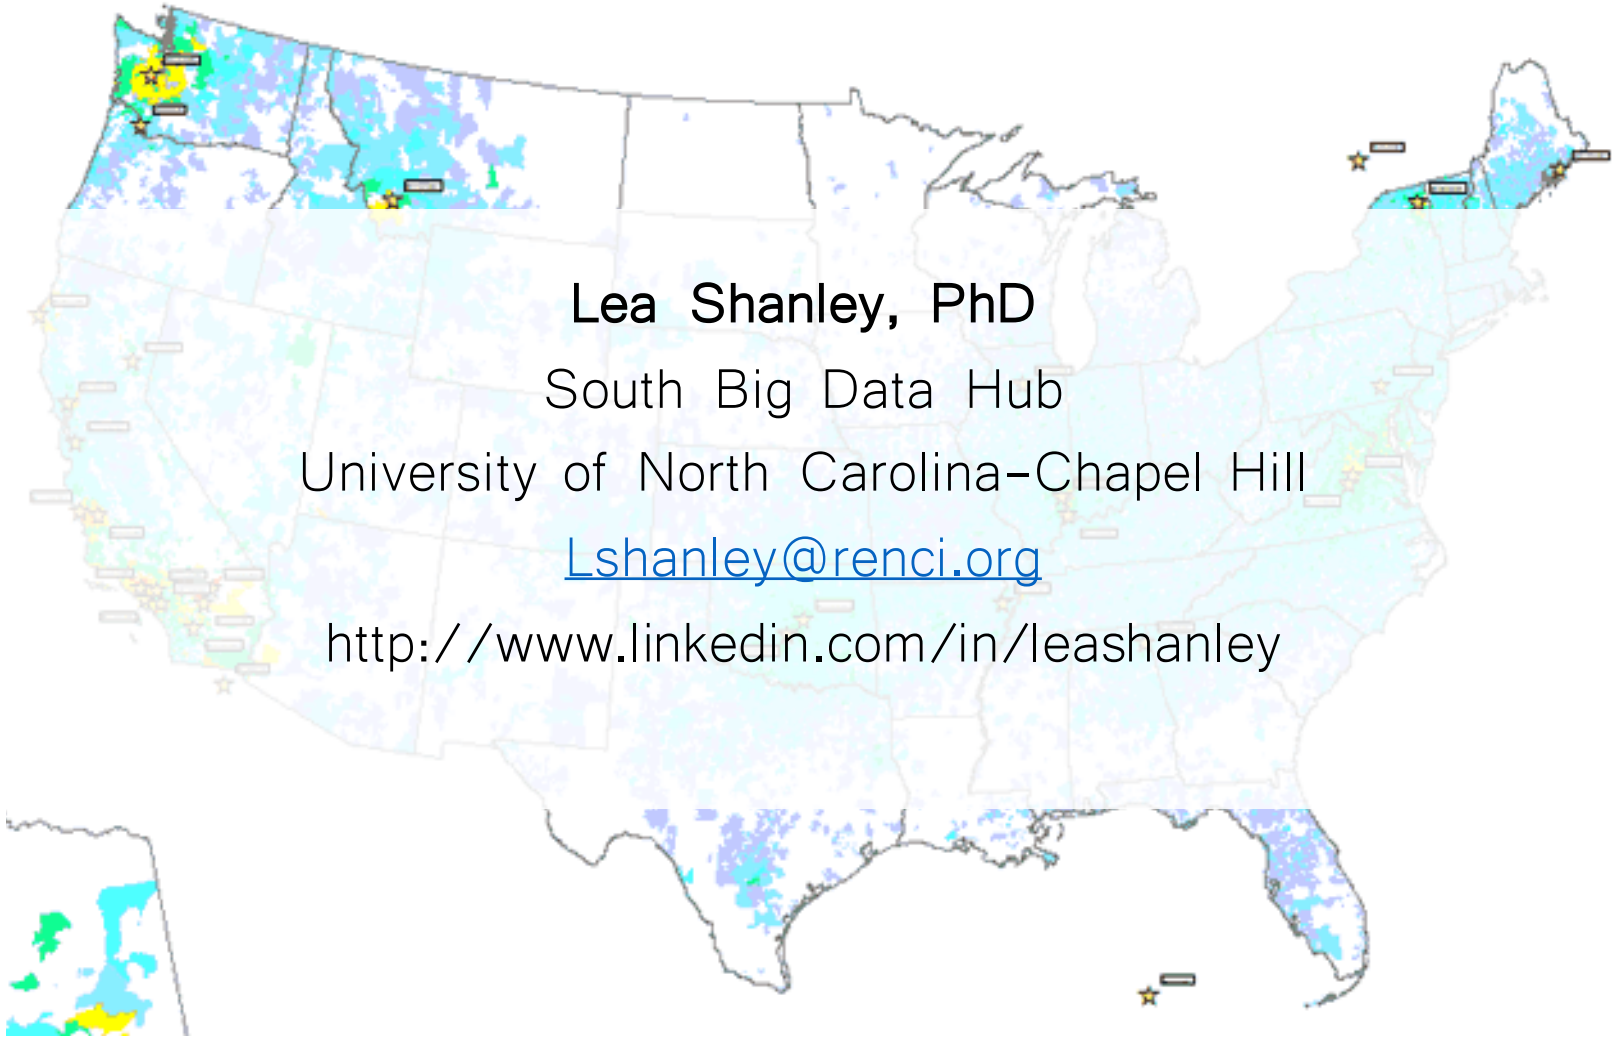 Lea Shanley, PhD
South Big Data Hub
University of North Carolina-Chapel Hill
Lshanley@renci.org
http://www.linkedin.com/in/leashanley